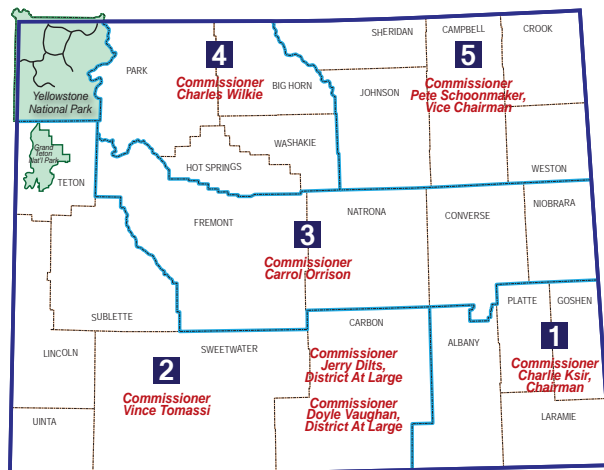 SHERIDAN
CAMPBELL
CROOK
4
5
PARK
Commissioner
Charles Wilkie
BIG HORN
JOHNSON
Commissioner
Pete Schoonmaker,
Vice Chairman
Yellowstone
National Park
WASHAKIE
Grand
Teton
Nat'l Park
HOT SPRINGS
WESTON
TETON
NIOBRARA
FREMONT
NATRONA
CONVERSE
3
Commissioner
Carrol Orrison
PLATTE
GOSHEN
SUBLETTE
CARBON
ALBANY
1
LINCOLN
SWEETWATER
2
Commissioner
Jerry Dilts,
District At Large
Commissioner
Charlie Ksir,
Chairman
Commissioner
Vince Tomassi
Commissioner
Doyle Vaughan,
District At Large
UINTA
LARAMIE